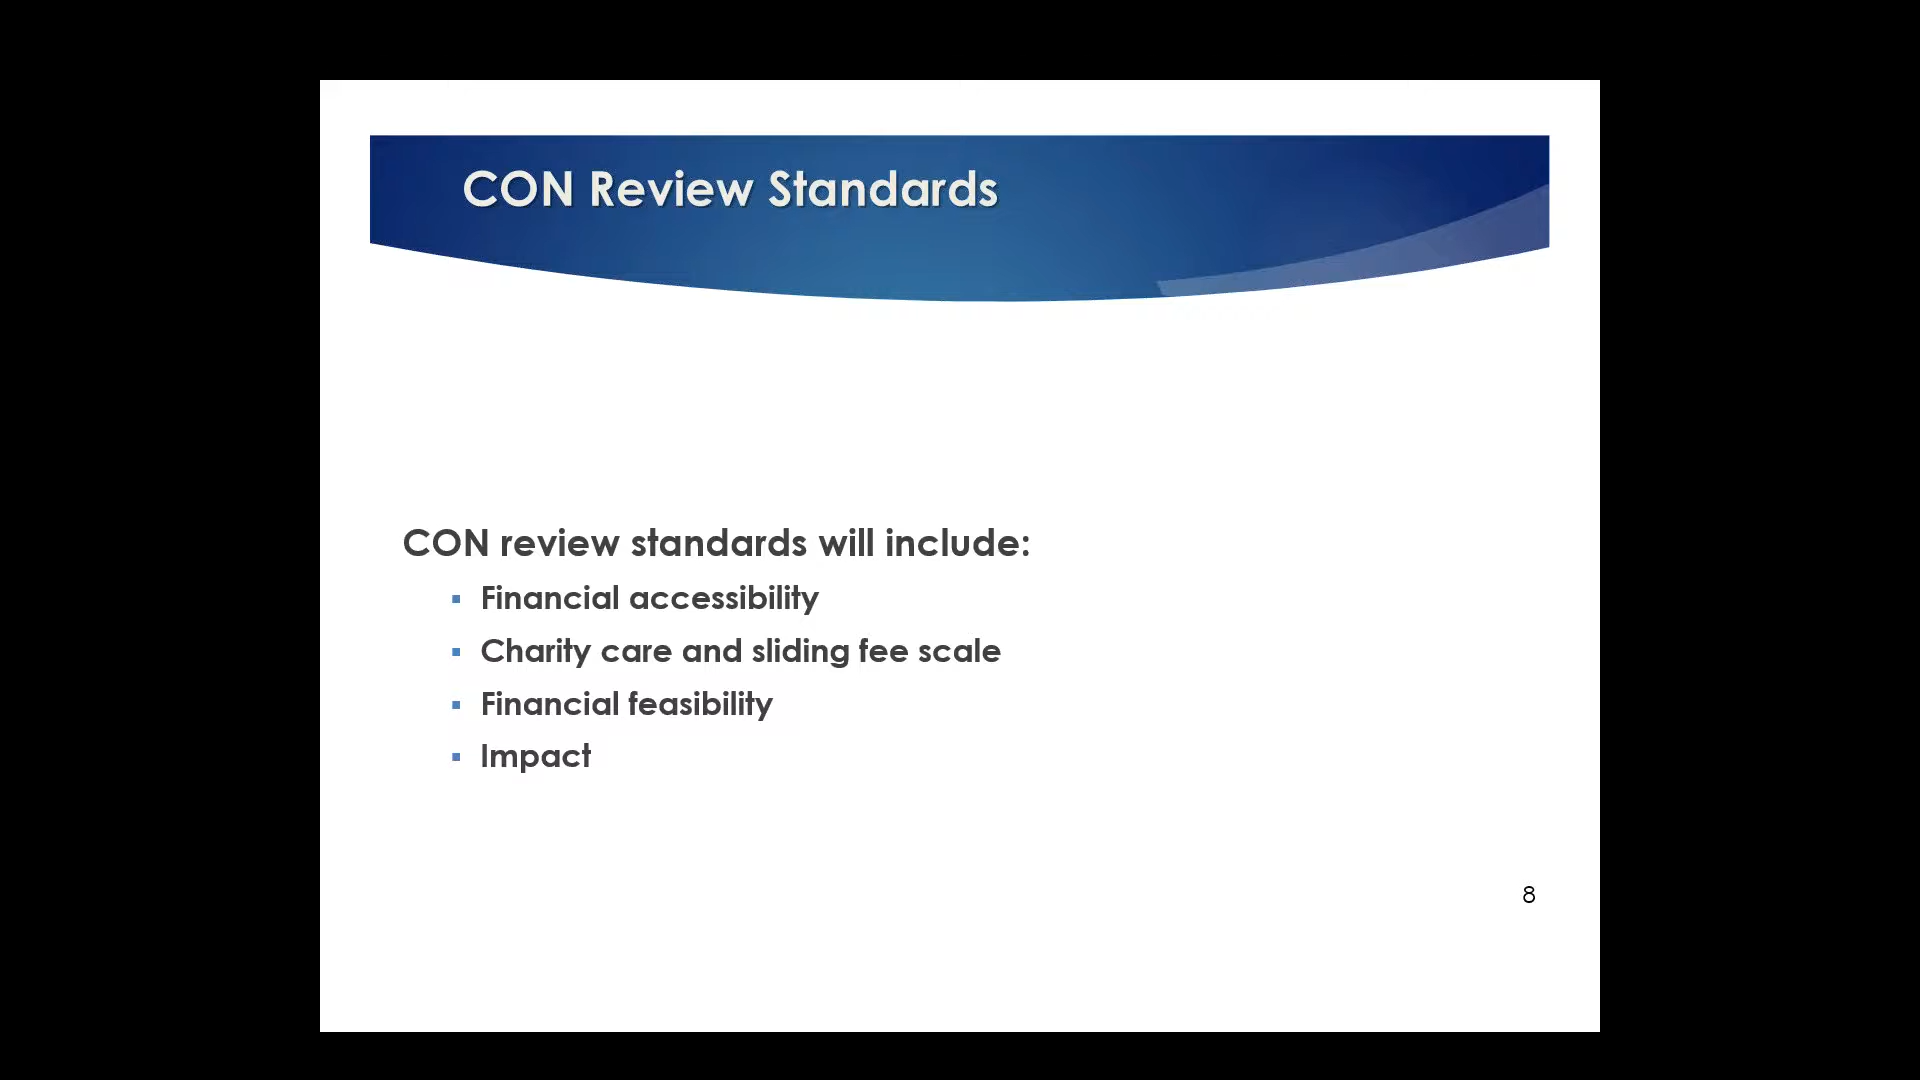 CON Review Standards
CON review standards will include:
▪ Financial accessibility
▪ Charity care and sliding fee scale
▪ Financial feasibility
▪ Impact
8